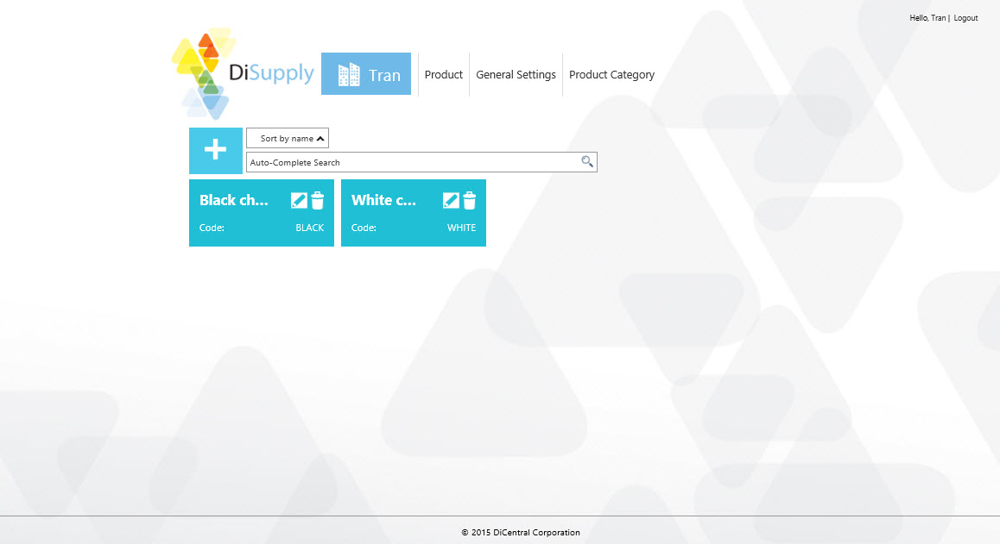 Hello, Tran | Logout
DiSupply
Tran
Product
General Settings
Product Category
Sort by name
Auto-Complete Search
Black ch...
Code: BLACK
White c...
Code: WHITE
© 2015 DiCentral Corporation